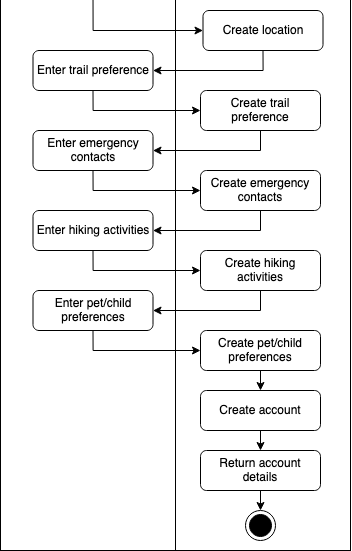 Create location
Enter trail preference
Create trail
preference
Enter emergency
contacts
Create emergency
contacts
Enter hiking activities
Create hiking
activities
Enter pet/child
preferences
Create pet/child
preferences
Create account
Return account
details